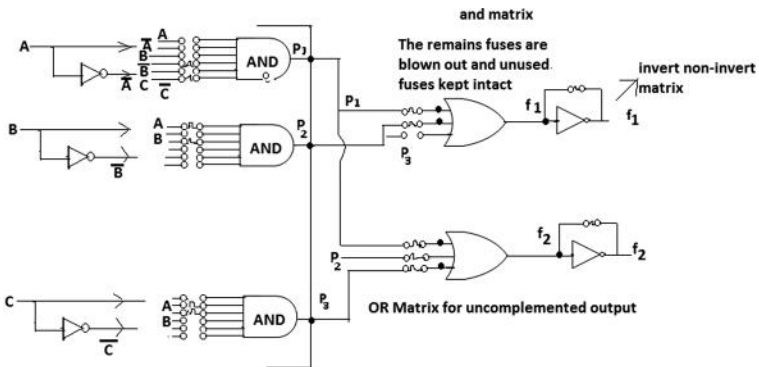 and matrix
The remains fuses are
blown out and unused
fuses kept intact
invert non-invert
matrix
A
A̅
A
A̅
B
B̅
C
C̅
AND
P1
P1
f1
f1
B
B̅
A
B
AND
P2
P3
P2
f2
f2
C
C̅
A
B
AND
P3
OR Matrix for uncomplemented output